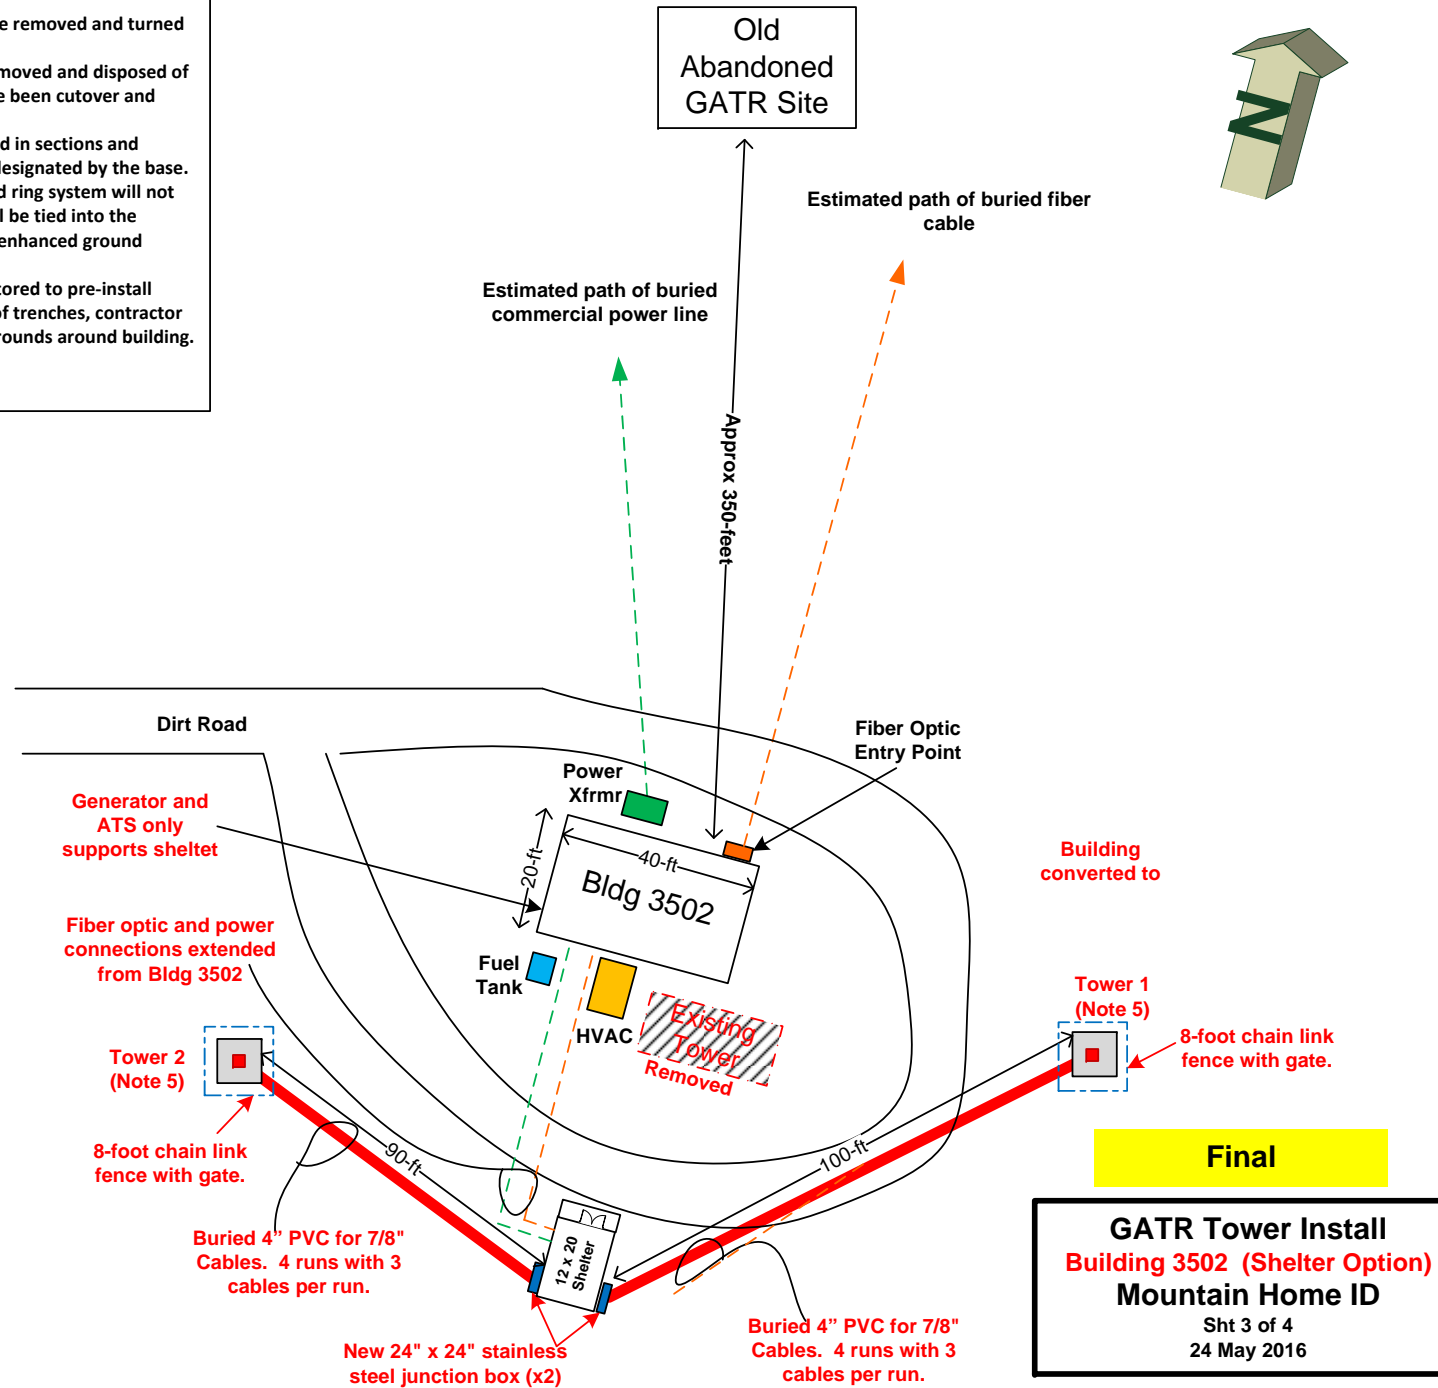 e removed and turned
moved and disposed of
e been cutover and
d in sections and
designated by the base.
d ring system will not
l be tied into the
enhanced ground
tored to pre-install
of trenches, contractor
rounds around building.
Old
Abandoned
GATR Site
N
Estimated path of buried fiber
cable
Estimated path of buried
commercial power line
Approx 350-feet
Dirt Road
Fiber Optic
Entry Point
Power
Xfrmr
Generator and
ATS only
supports sheltet
20-ft
40-ft
Bldg 3502
Building
converted to
Fiber optic and power
connections extended
from Bldg 3502
Fuel
Tank
HVAC
Existing
Tower
Removed
Tower 1
(Note 5)
8-foot chain link
fence with gate.
Tower 2
(Note 5)
8-foot chain link
fence with gate.
90-ft
100-ft
Final
Buried 4” PVC for 7/8"
Cables. 4 runs with 3
cables per run.
12 x 20
Shelter
New 24" x 24" stainless
steel junction box (x2)
Buried 4” PVC for 7/8"
Cables. 4 runs with 3
cables per run.
GATR Tower Install
Building 3502 (Shelter Option)
Mountain Home ID
Sht 3 of 4
24 May 2016